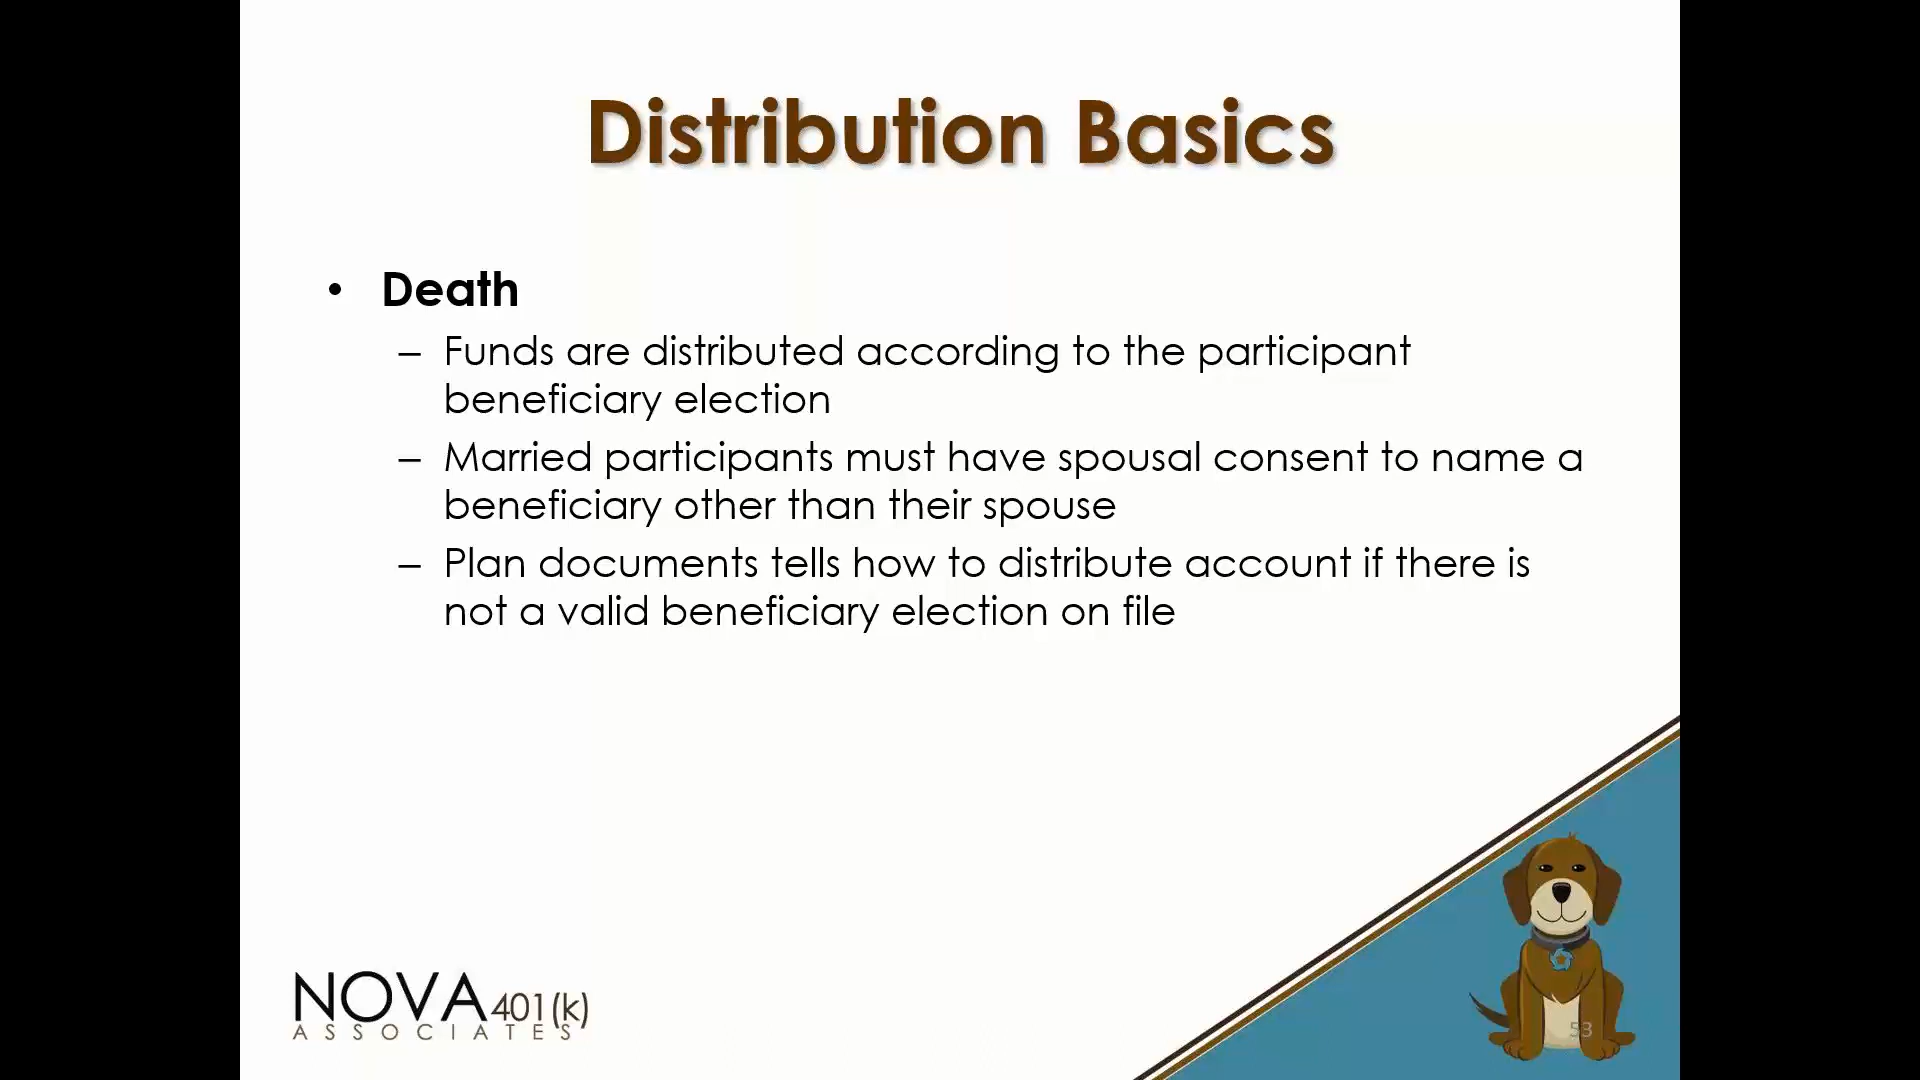 Distribution Basics
• Death
– Funds are distributed according to the participant
beneficiary election
– Married participants must have spousal consent to name a
beneficiary other than their spouse
– Plan documents tells how to distribute account if there is
not a valid beneficiary election on file
NOVA 401(k)
ASSOCIATES
53